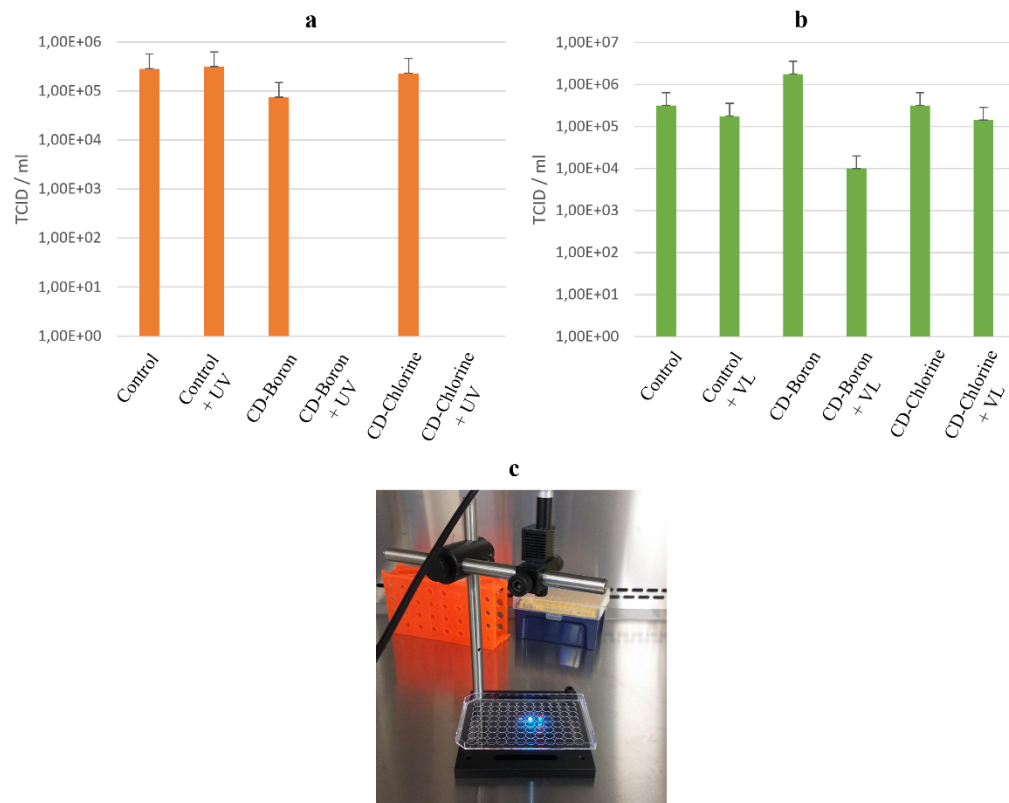 a
1,00E+06
1,00E+05
1,00E+04
1,00E+03
1,00E+02
1,00E+01
1,00E+00
TCID / ml
Control
Control
+ UV
CD-Boron
CD-Boron
+ UV
CD-Chlorine
CD-Chlorine
+ UV
b
1,00E+07
1,00E+06
1,00E+05
1,00E+04
1,00E+03
1,00E+02
1,00E+01
1,00E+00
TCID / ml
Control
Control
+ VL
CD-Boron
CD-Boron
+ VL
CD-Chlorine
CD-Chlorine
+ VL
c